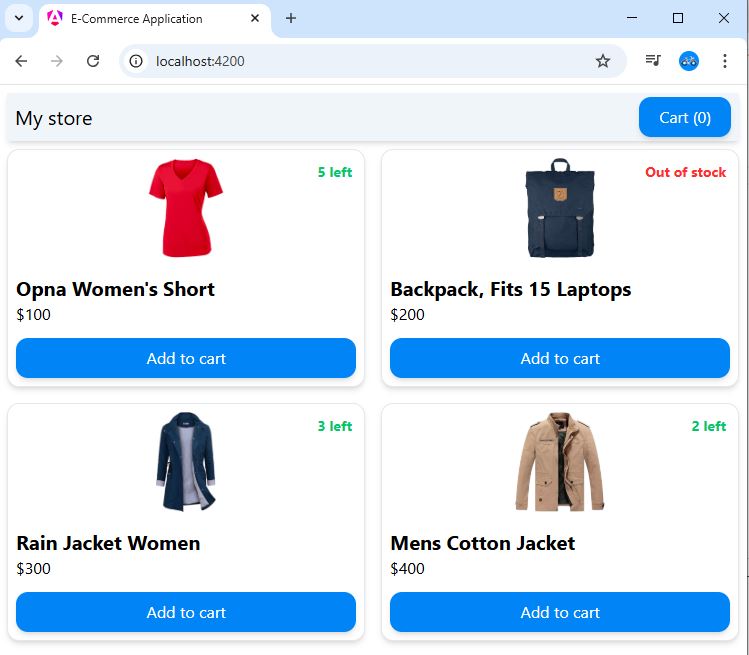 E-Commerce Application
localhost:4200
My store
Cart (0)
5 left
Opna Women's Short
$100
Add to cart
Out of stock
Backpack, Fits 15 Laptops
$200
Add to cart
3 left
Rain Jacket Women
$300
Add to cart
2 left
Mens Cotton Jacket
$400
Add to cart